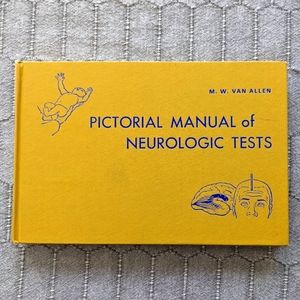 M. W. VAN ALLEN
PICTORIAL MANUAL of
NEUROLOGIC TESTS